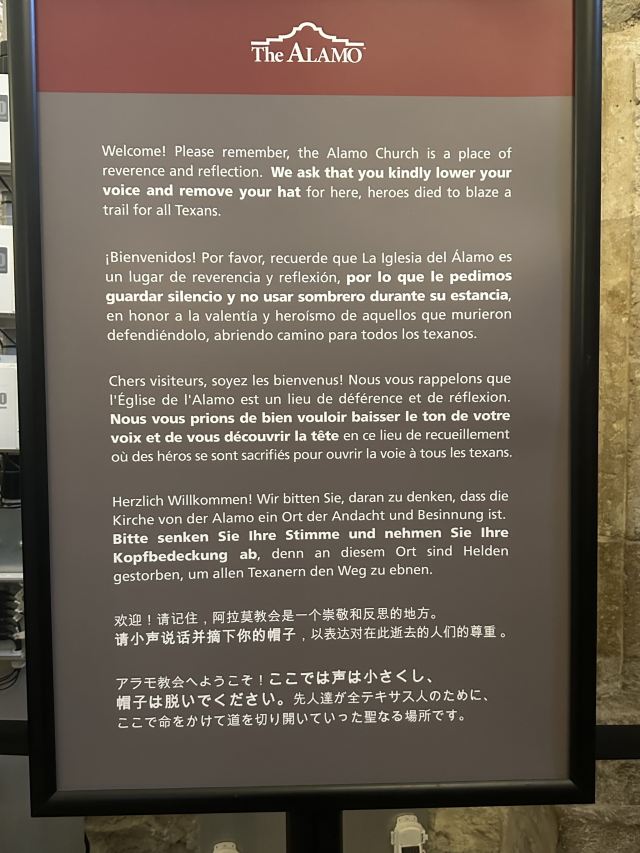 The ALAMO
Welcome! Please remember, the Alamo Church is a place of
reverence and reflection. We ask that you kindly lower your
voice and remove your hat for here, heroes died to blaze a
trail for all Texans.
¡Bienvenidos! Por favor, recuerde que La Iglesia del Álamo es
un lugar de reverencia y reflexión, por lo que le pedimos
guardar silencio y no usar sombrero durante su estancia,
en honor a la valentía y heroísmo de aquellos que murieron
defendiéndolo, abriendo camino para todos los texanos.
Chers visiteurs, soyez les bienvenus! Nous vous rappelons que
l'Église de l'Alamo est un lieu de déférence et de réflexion.
Nous vous prions de bien vouloir baisser le ton de votre
voix et de vous découvrir la tête en ce lieu de recueillement
où des héros se sont sacrifiés pour ouvrir la voie à tous les texans.
Herzlich Willkommen! Wir bitten Sie, daran zu denken, dass die
Kirche von der Alamo ein Ort der Andacht und Besinnung ist.
Bitte senken Sie Ihre Stimme und nehmen Sie Ihre
Kopfbedeckung ab, denn an diesem Ort sind Helden
gestorben, um allen Texanern den Weg zu ebnen.
欢迎！请记住，阿拉莫教会是一个崇敬和反思的地方。
请小声说话并摘下你的帽子，以表达对在此逝去的人们的尊重。
アラモ教会へようこそ！ここでは声は小さくし、
帽子は脱いでください。先人達が全テキサス人のために、
ここで命をかけて道を切り開いていった聖なる場所です。